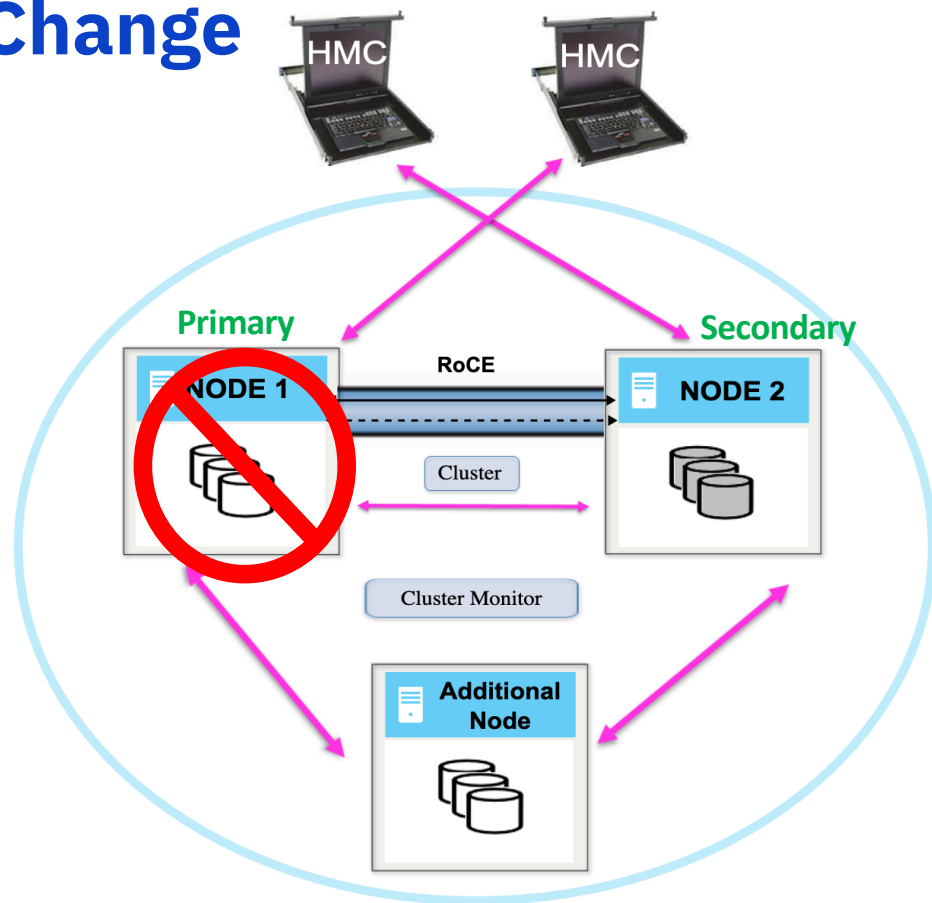 Change
HMC
HMC
Primary
Secondary
RoCE
NODE 1
NODE 2
Cluster
Cluster Monitor
Additional
Node